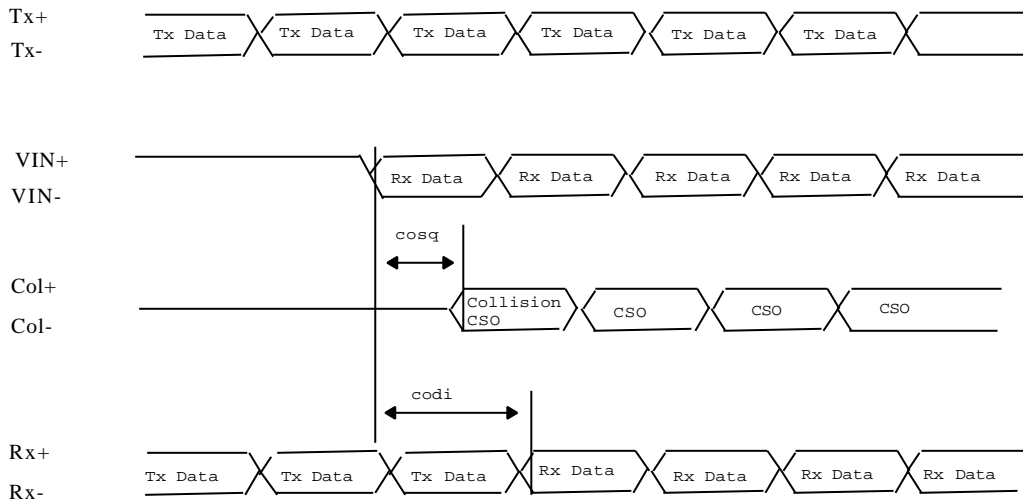 Tx+
Tx Data Tx Data Tx Data Tx Data Tx Data Tx Data
Tx-
VIN+
Rx Data Rx Data Rx Data Rx Data Rx Data
VIN-
cosq
Col+
Collision
CSO CSO CSO CSO
Col-
codi
Rx+
Tx Data Tx Data Tx Data Rx Data Rx Data Rx Data Rx Data
Rx-